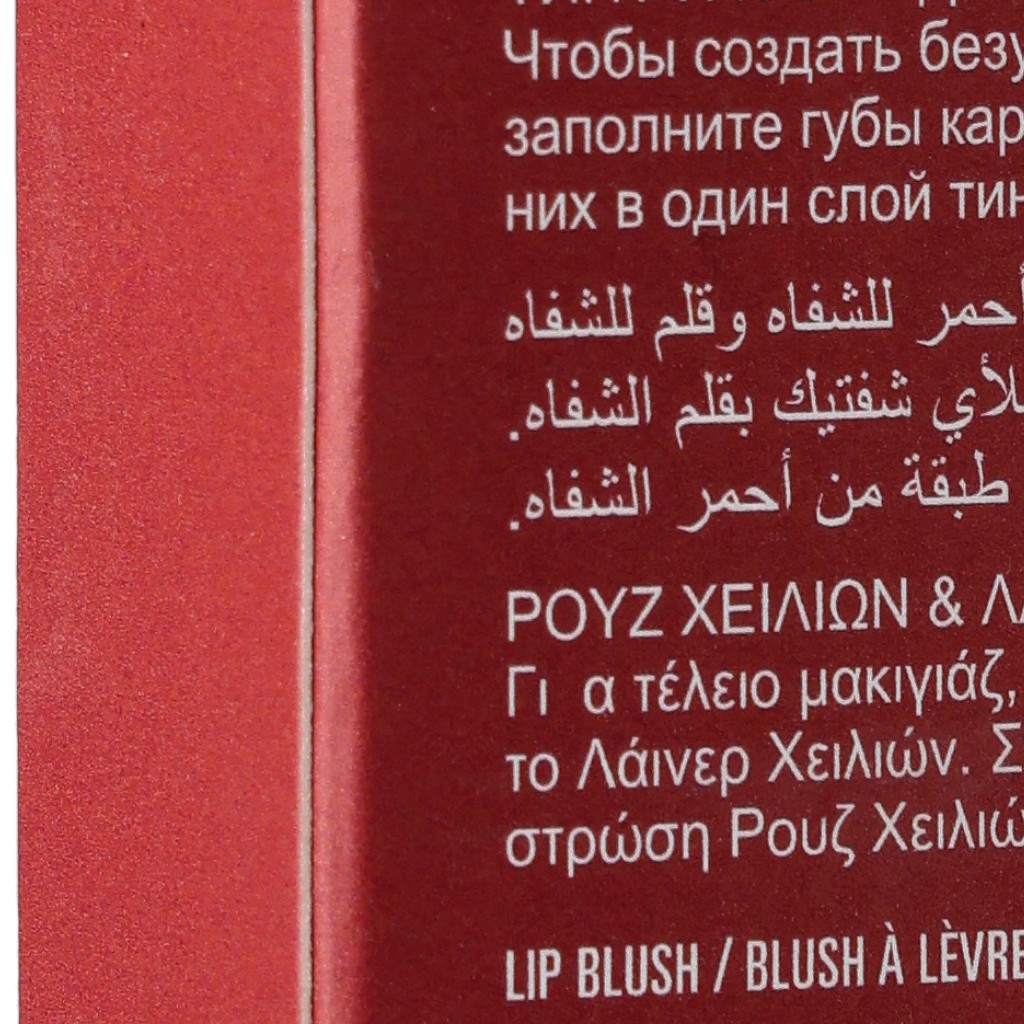 Чтобы создать безу
заполните губы кар
них в один слой тин
أحمر للشفاه وقلم للشفاه
لأي شفتيك بقلم الشفاه.
طبقة من أحمر الشفاه.
ΡΟΥΖ ΧΕΙΛΙΩΝ & Λ
Γι α τέλειο μακιγιάζ,
το Λάινερ Χειλιών. Σ
στρώση Ρουζ Χειλιώ
LIP BLUSH / BLUSH À LÈVRE